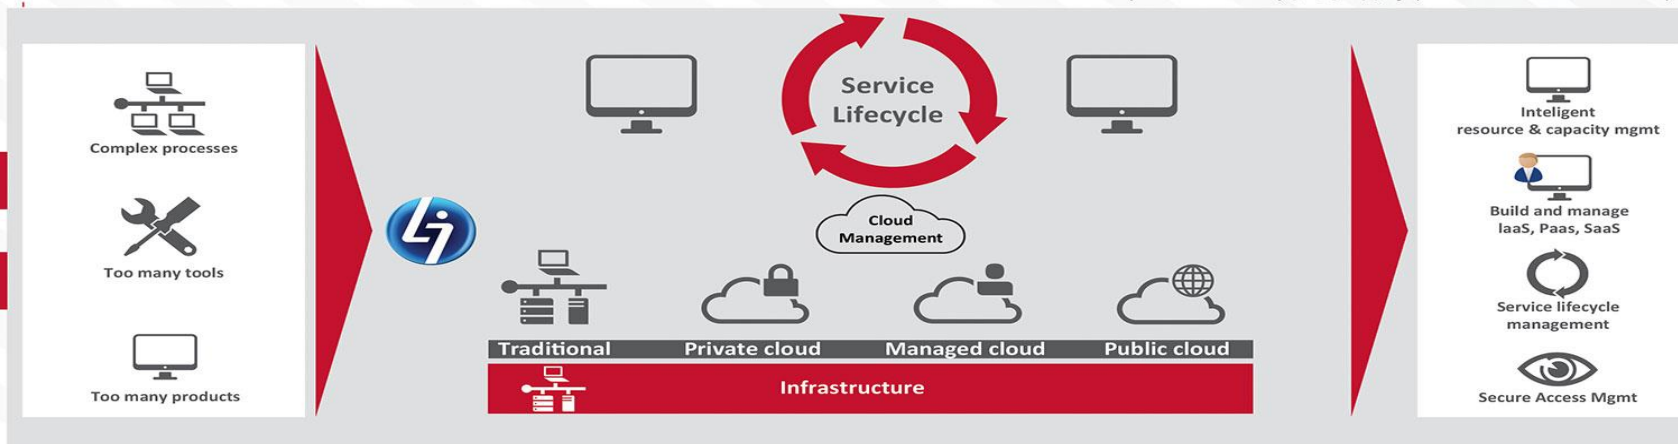 Complex processes
Too many tools
Too many products
Service
Lifecycle
Cloud
Management
Traditional
Private cloud
Managed cloud
Public cloud
Infrastructure
Inteligent
resource & capacity mgmt
Build and manage
IaaS, Paas, SaaS
Service lifecycle
management
Secure Access Mgmt